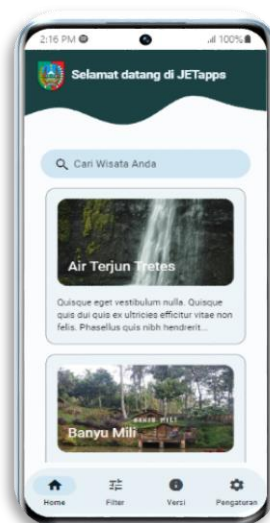 2:16 PM
100%
Selamat datang di JETapps
Cari Wisata Anda
Air Terjun Tretes
Quisque eget vestibulum nulla. Quisque
quis dui quis ex ultricies efficitur vitae non
felis. Phasellus quis nibh hendrerit...
BANYU MILI
Banyu Mili
Home
Filter
Versi
Pengaturan